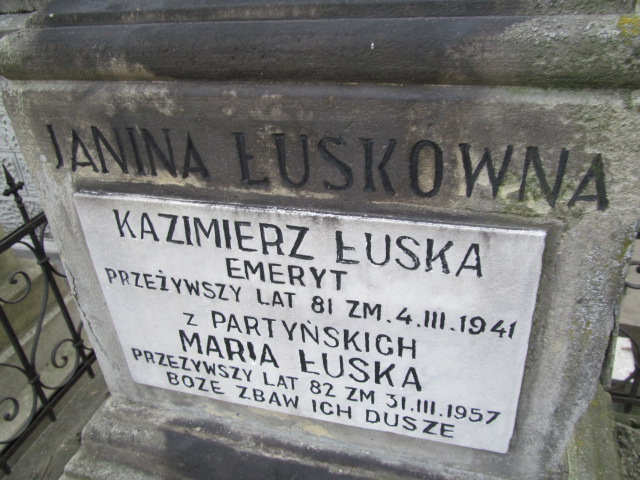 JANINA ŁUSKÓWNA
KAZIMIERZ ŁUSKA
EMERYT
PRZEŻYWSZY LAT 81 ZM. 4.III.1941
Z PARTYŃSKICH
MARIA ŁUSKA
PRZEŻYWSZY LAT 82 ZM 31.III.1957
BOŻE ZBAW ICH DUSZE